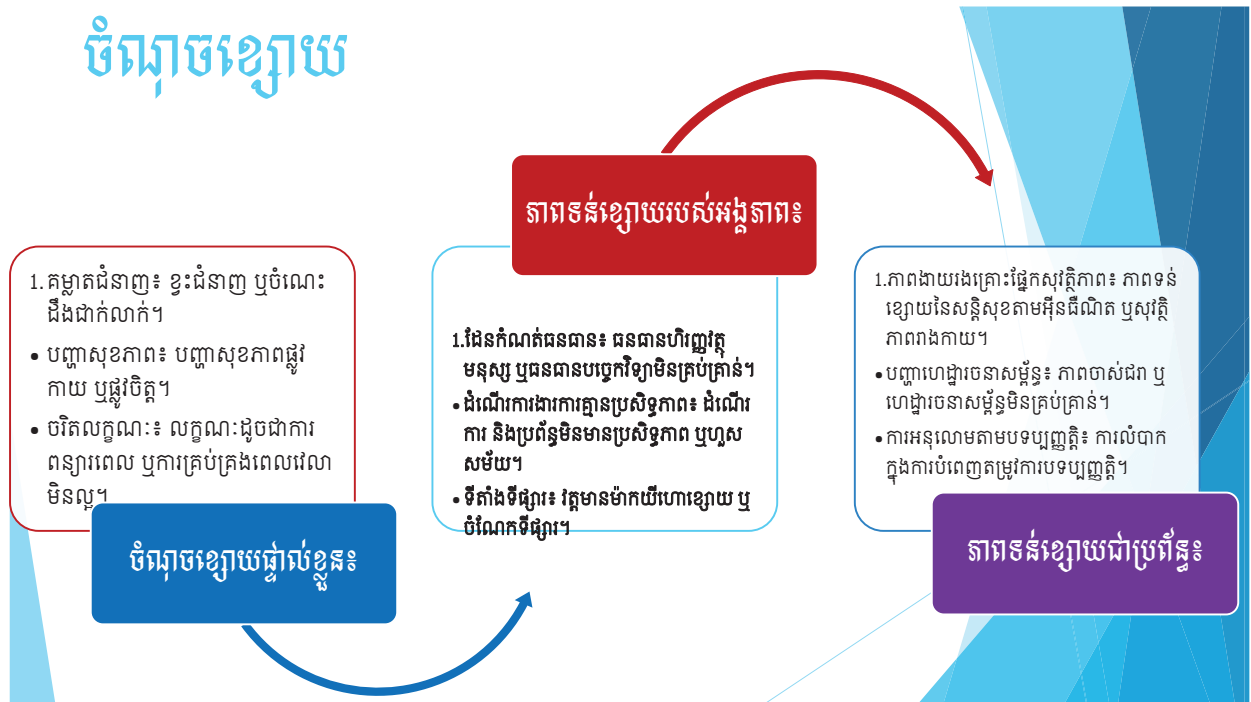 ចំណុចខ្សោយ
1. គម្លាតជំនាញ៖ ខ្វះជំនាញ ឬចំណេះ
ដឹងជាក់លាក់។
• បញ្ហាសុខភាព៖ បញ្ហាសុខភាពផ្លូវ
កាយ ឬផ្លូវចិត្ត។
• ចរិតលក្ខណៈ៖ លក្ខណៈដូចជាការ
ពន្យារពេល ឬការគ្រប់គ្រងពេលវេលា
មិនល្អ។
ចំណុចខ្សោយផ្ទាល់ខ្លួន៖
ភាពទន់ខ្សោយរបស់អង្គភាព៖
1.ដែនកំណត់ធនធាន៖ ធនធានហិរញ្ញវត្ថុ
មនុស្ស ឬធនធានបច្ចេកវិទ្យាមិនគ្រប់គ្រាន់។
• ដំណើរការងារការគ្មានប្រសិទ្ធភាព៖ ដំណើរ
ការ និងប្រព័ន្ធមិនមានប្រសិទ្ធភាព ឬហួស
សម័យ។
• ទីតាំងទីផ្សារ៖ វត្តមានម៉ាកយីហោខ្សោយ ឬ
ចំណែកទីផ្សារ។
1.ភាពងាយរងគ្រោះផ្នែកសុវត្ថិភាព៖ ភាពទន់
ខ្សោយនៃសន្តិសុខតាមអ៊ីនធឺណិត ឬសុវត្ថិ
ភាពរាងកាយ។
• បញ្ហាហេដ្ឋារចនាសម្ព័ន្ធ៖ ភាពចាស់ជរា ឬ
ហេដ្ឋារចនាសម្ព័ន្ធមិនគ្រប់គ្រាន់។
• ការអនុលោមតាមបទប្បញ្ញត្តិ៖ ការលំបាក
ក្នុងការបំពេញតម្រូវការបទប្បញ្ញត្តិ។
ភាពទន់ខ្សោយជាប្រព័ន្ធ៖